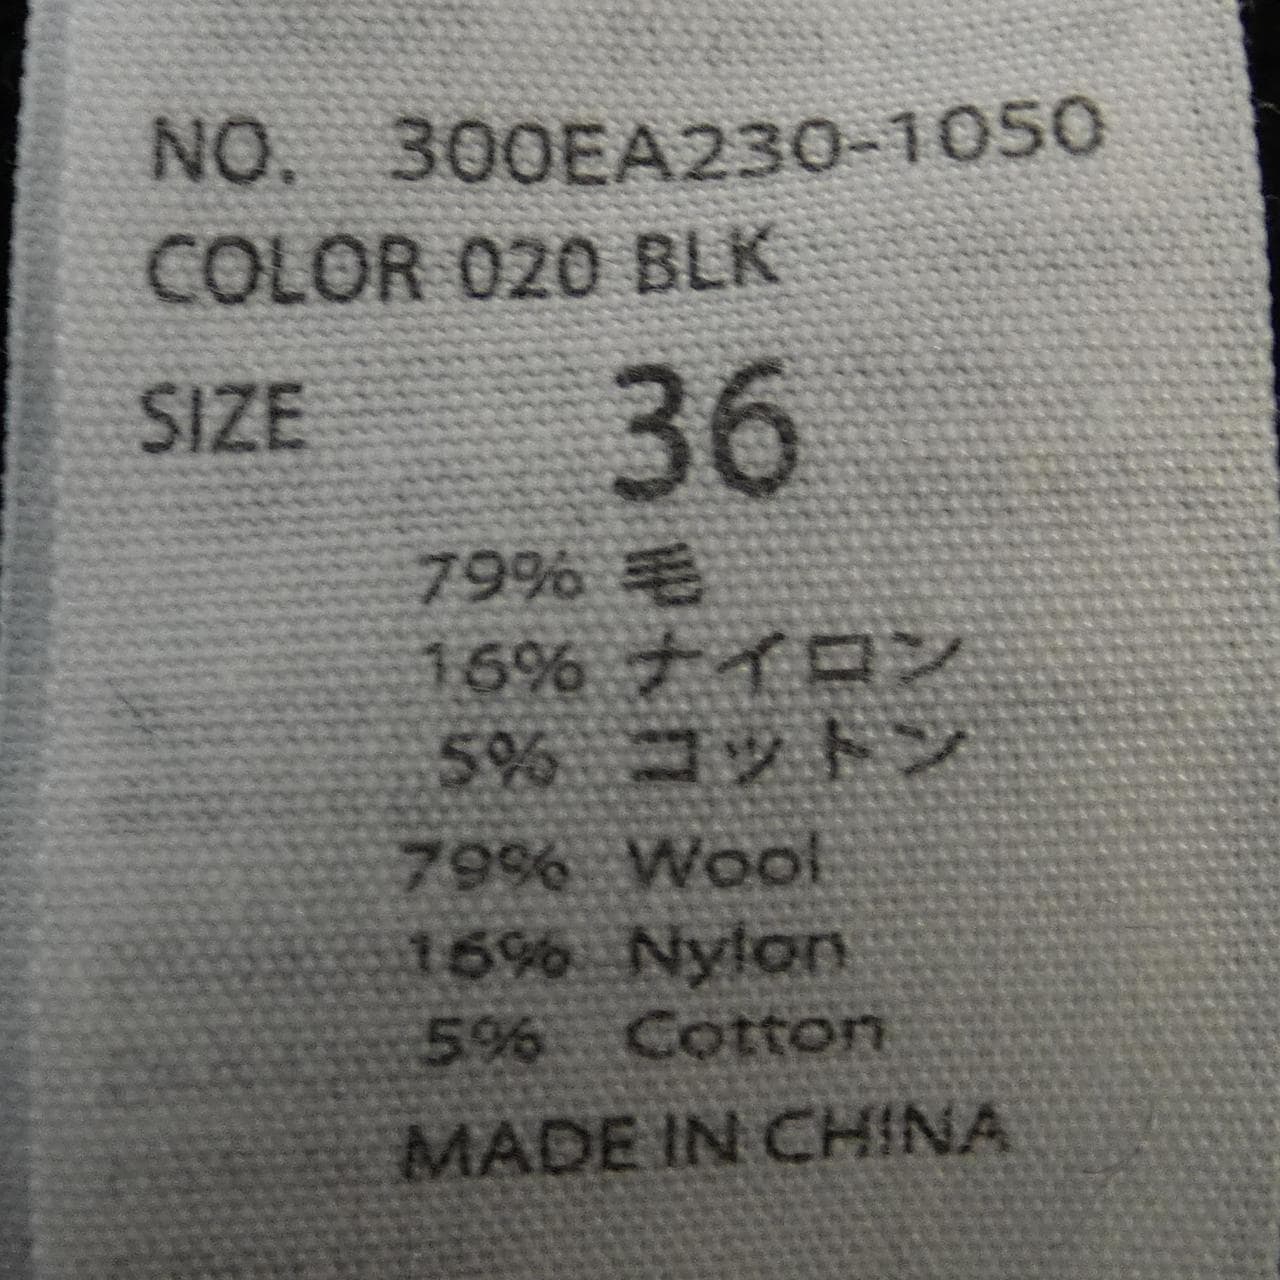 NO. 300EA230-1050
COLOR 020 BLK
SIZE 36
79% 毛
16% ナイロン
5% コットン
79% Wool
16% Nylon
5% Cotton
MADE IN CHINA